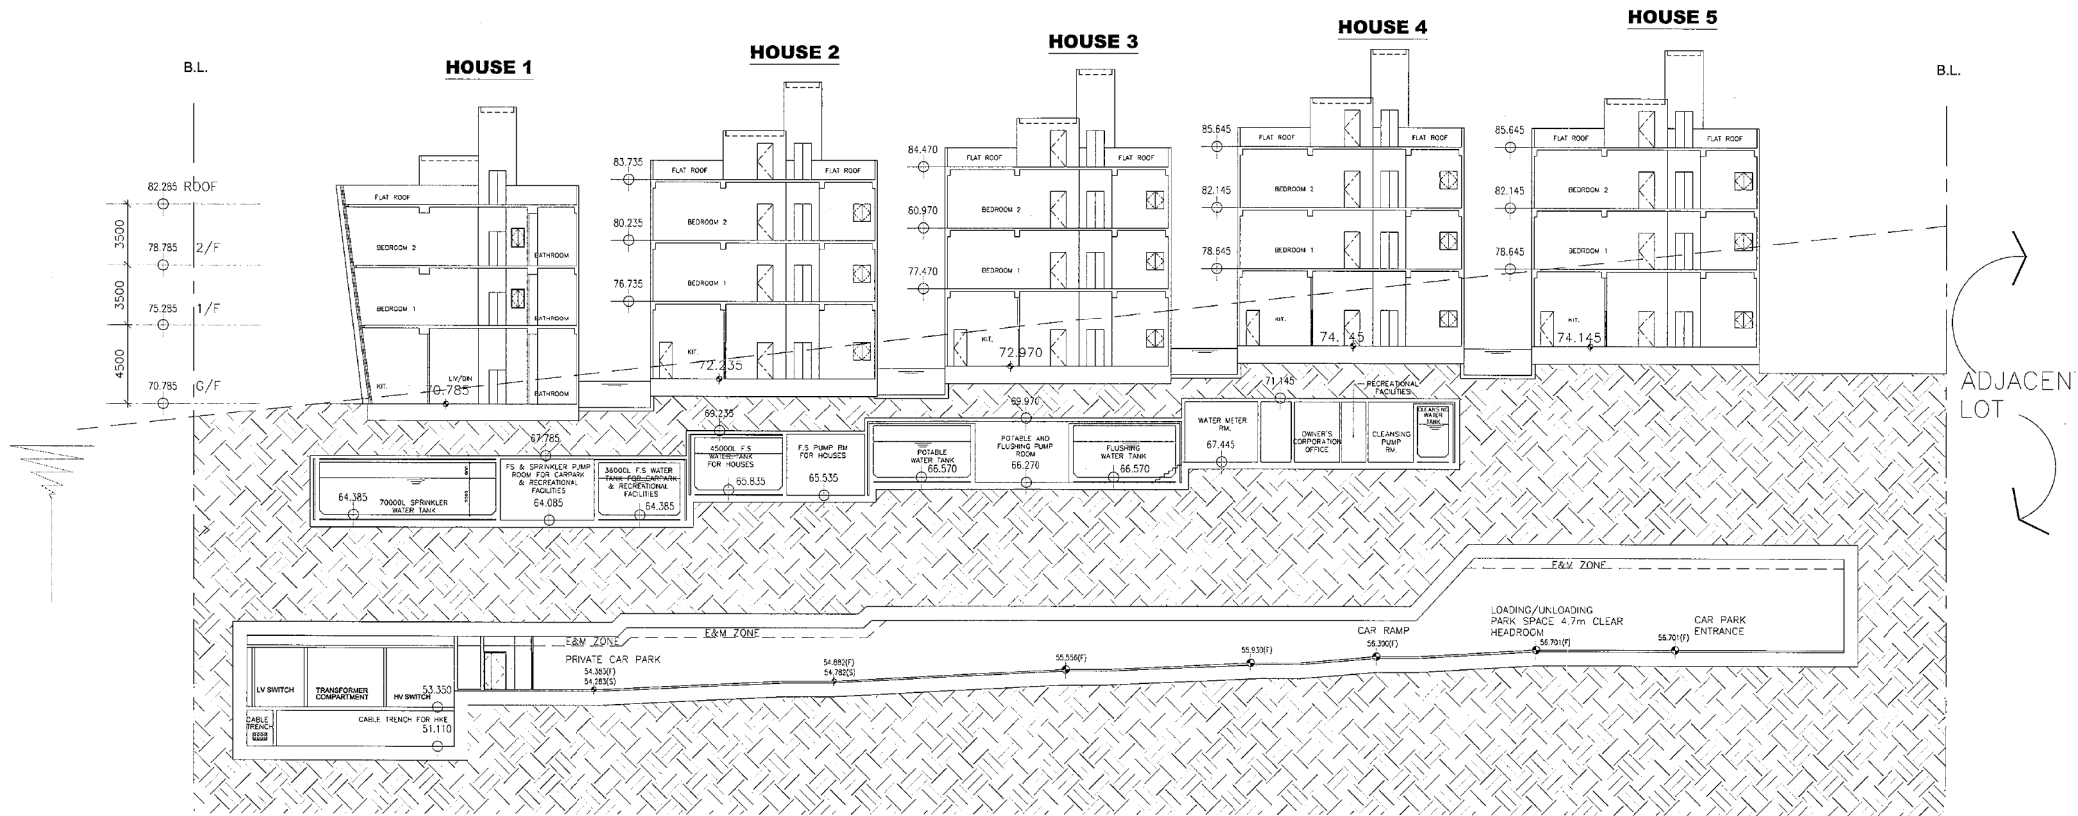 HOUSE 1
HOUSE 2
HOUSE 3
HOUSE 4
HOUSE 5
B.L.
B.L.
82.285 ROOF
3500
78.785 2/F
3500
75.285 1/F
4500
70.785 G/F
FLAT ROOF
BEDROOM 2
BATHROOM
BEDROOM 1
BATHROOM
KIT.
LIV/DIN
70.785
BATHROOM
83.735
FLAT ROOF
FLAT ROOF
80.235
BEDROOM 2
76.735
BEDROOM 1
KIT.
72.235
84.470
FLAT ROOF
FLAT ROOF
80.970
BEDROOM 2
77.470
BEDROOM 1
KIT.
72.970
85.645
FLAT ROOF
FLAT ROOF
82.145
BEDROOM 2
78.645
BEDROOM 1
KIT.
74.145
85.645
FLAT ROOF
FLAT ROOF
82.145
BEDROOM 2
78.645
BEDROOM 1
KIT.
74.145
ADJACENT
LOT
67.785
64.385
70000L SPRINKLER
WATER TANK
FS & SPRINKLER PUMP
ROOM FOR CARPARK
& RECREATIONAL
FACILITIES
64.085
36000L F.S WATER
TANK FOR CARPARK
& RECREATIONAL
FACILITIES
64.385
69.235
45000L F.S
WATER TANK
FOR HOUSES
65.835
F.S PUMP RM
FOR HOUSES
65.535
69.970
POTABLE
WATER TANK
66.570
POTABLE AND
FLUSHING PUMP
ROOM
66.270
FLUSHING
WATER TANK
66.570
71.145
RECREATIONAL
FACILITIES
WATER METER
RM.
67.445
OWNER'S
CORPORATION
OFFICE
CLEANSING
PUMP
RM.
CLEANSING
WATER
TANK
E&M ZONE
E&M ZONE
E&M ZONE
LOADING/UNLOADING
PARK SPACE 4.7m CLEAR
HEADROOM
56.701(F)
CAR PARK
ENTRANCE
56.701(F)
CAR RAMP
56.390(F)
55.930(F)
55.556(F)
54.882(F)
54.782(S)
PRIVATE CAR PARK
54.383(F)
54.283(S)
LV SWITCH
TRANSFORMER
COMPARTMENT
HV SWITCH
53.350
CABLE
TRENCH
CABLE TRENCH FOR HKE
51.110